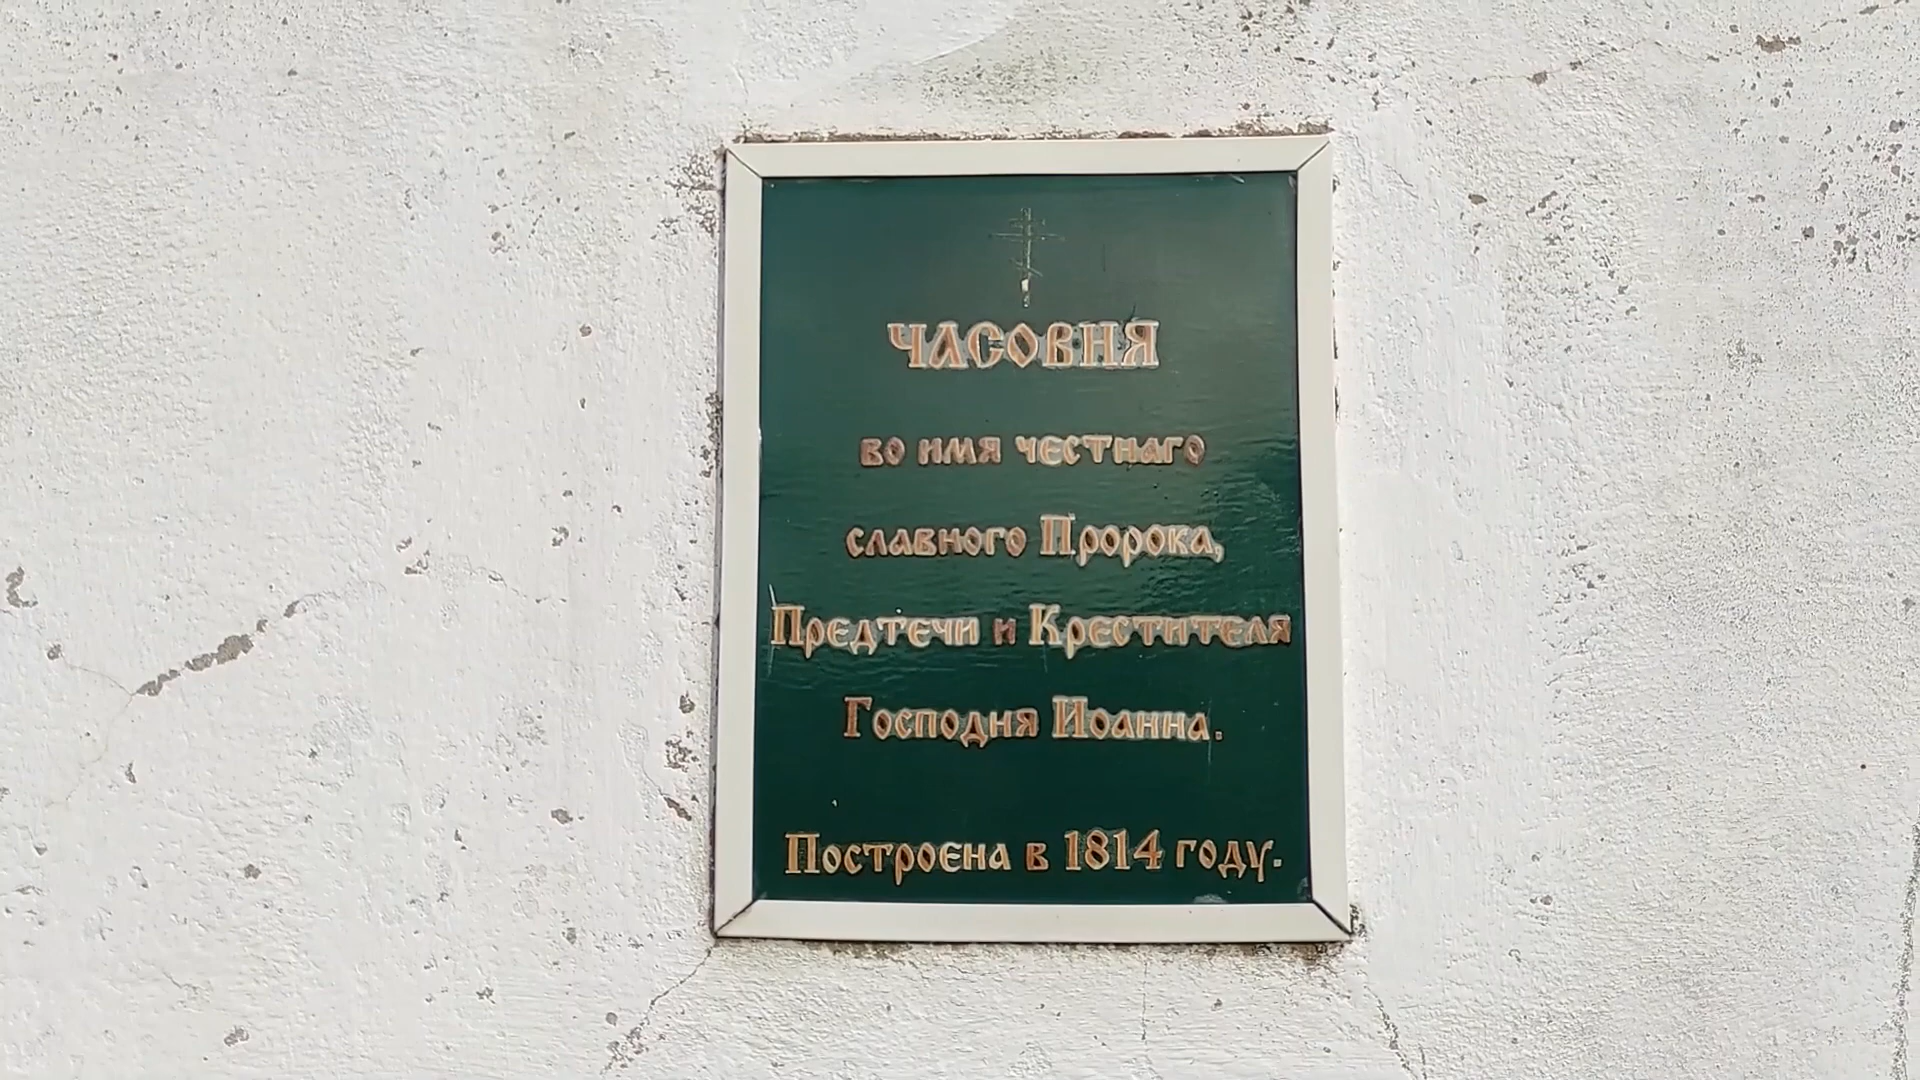 ЧАСОВНЯ
во имя честнаго
славного Пророка,
Предтечи и Крестителя
Господня Иоанна.
Построена в 1814 году.